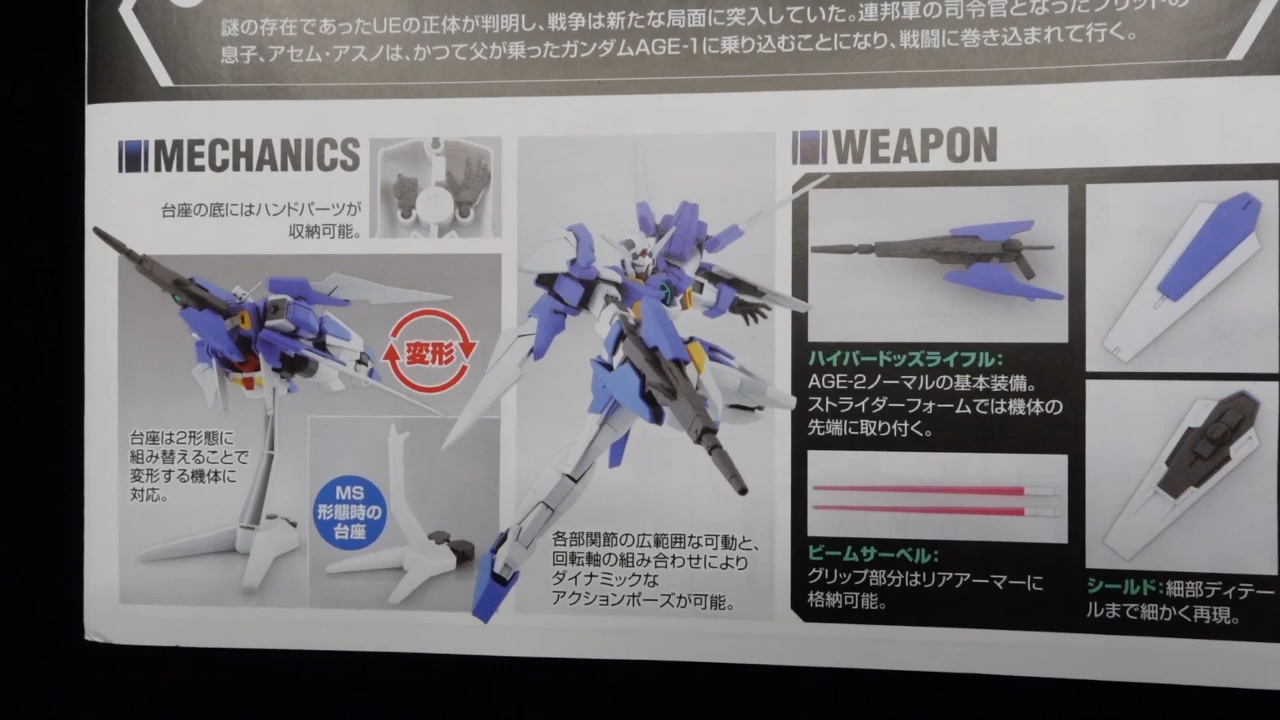 謎の存在であったUEの正体が判明し、戦争は新たな局面に突入していた。連邦軍の司令官となったフリットの
息子、アセム・アスノは、かつて父が乗ったガンダムAGE-1に乗り込むことになり、戦闘に巻き込まれて行く。
MECHANICS
台座の底にはハンドパーツが
収納可能。
変形
台座は2形態に
組み替えることで
変形する機体に
対応。
MS
形態時の
台座
各部関節の広範囲な可動と、
回転軸の組み合わせにより
ダイナミックな
アクションポーズが可能。
WEAPON
ハイパードッズライフル：
AGE-2ノーマルの基本装備。
ストライダーフォームでは機体の
先端に取り付く。
ビームサーベル：
グリップ部分はリアアーマーに
格納可能。
シールド：細部ディテー
ルまで細かく再現。